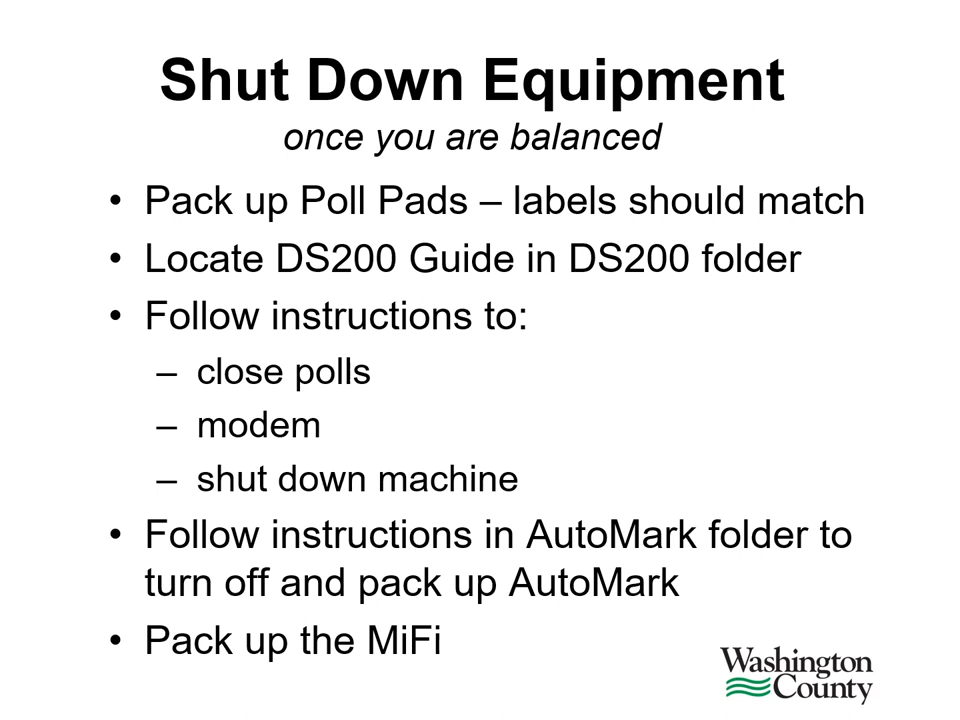 Shut Down Equipment
once you are balanced
• Pack up Poll Pads – labels should match
• Locate DS200 Guide in DS200 folder
• Follow instructions to:
– close polls
– modem
– shut down machine
• Follow instructions in AutoMark folder to
turn off and pack up AutoMark
• Pack up the MiFi
Washington
County